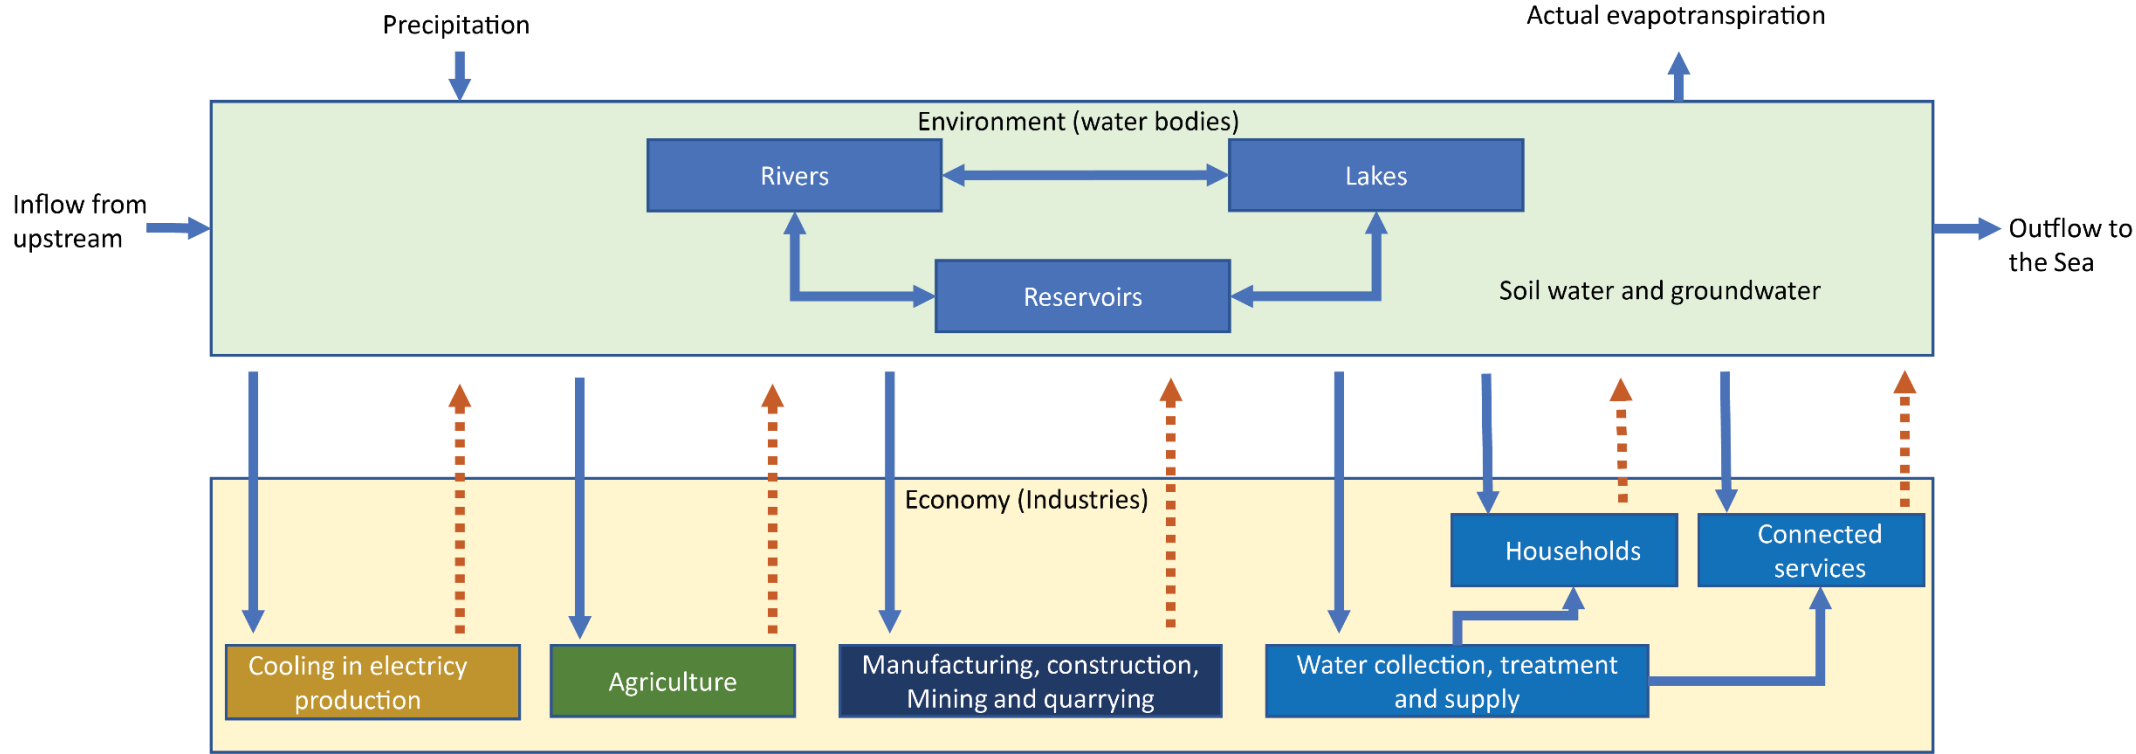 Precipitation
Actual evapotranspiration
Environment (water bodies)
Rivers
Lakes
Inflow from
upstream
Outflow to
the Sea
Reservoirs
Soil water and groundwater
Economy (Industries)
Households
Connected
services
Cooling in electricy
production
Agriculture
Manufacturing, construction,
Mining and quarrying
Water collection, treatment
and supply